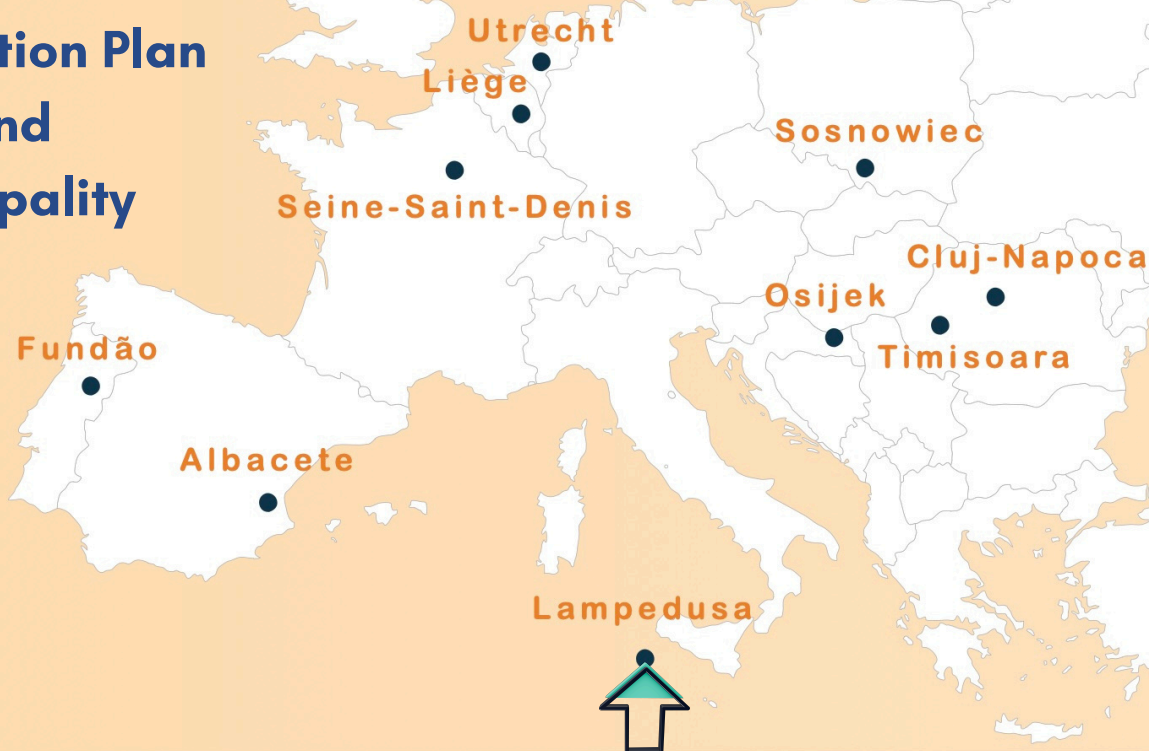 tion Plan
nd
pality
Utrecht
Liège
Sosnowiec
Seine-Saint-Denis
Cluj-Napoca
Osijek
Timisoara
Fundão
Albacete
Lampedusa